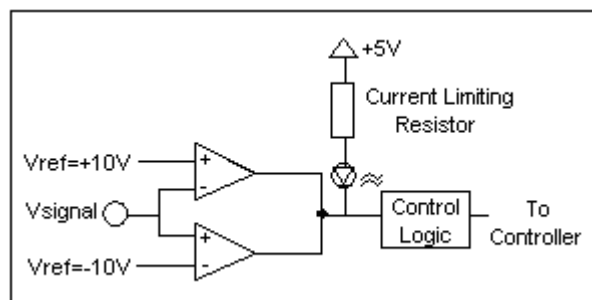 +5V
Current Limiting
Resistor
Vref=+10V
+
-
Vsignal
+
-
Vref=-10V
Control
Logic
To
Controller